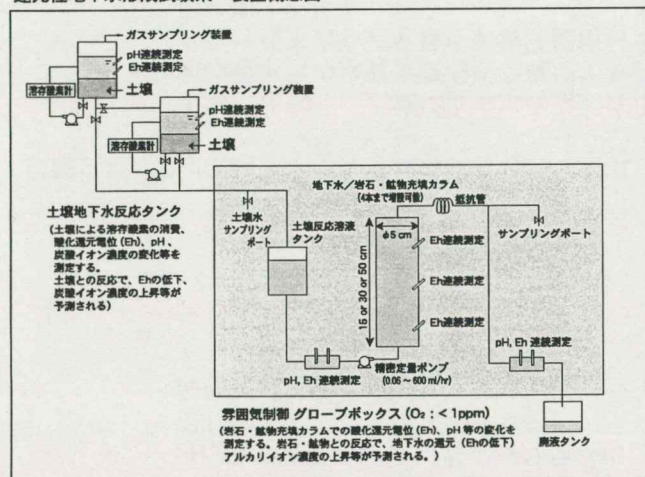 ガスサンプリング装置
pH連続測定
Eh連続測定
溶存酸素計
土壌
ガスサンプリング装置
pH連続測定
Eh連続測定
溶存酸素計
土壌
土壌地下水反応タンク
(土壌による溶存酸素の消費、
酸化還元電位(Eh)、pH、
炭酸イオン濃度の変化等を
測定する。
土壌との反応で、Ehの低下、
炭酸イオン濃度の上昇等が
予測される)
土壌水
サンプリング
ポート
土壌反応溶液
タンク
地下水/岩石・鉱物充填カラム
(4本まで増設可能)
抵抗管
サンプリングポート
φ5 cm
15 or 30 or 50 cm
Eh連続測定
Eh連続測定
Eh連続測定
pH, Eh 連続測定
精密定量ポンプ
(0.06 ~ 600 ml/hr)
pH, Eh 連続測定
廃液タンク
雰囲気制御 グローブボックス (O₂ : < 1ppm)
(岩石・鉱物充填カラムでの酸化還元電位(Eh)、pH 等の変化を
測定する。岩石・鉱物との反応で、地下水の還元(Ehの低下)
アルカリイオン濃度の上昇等が予測される。)